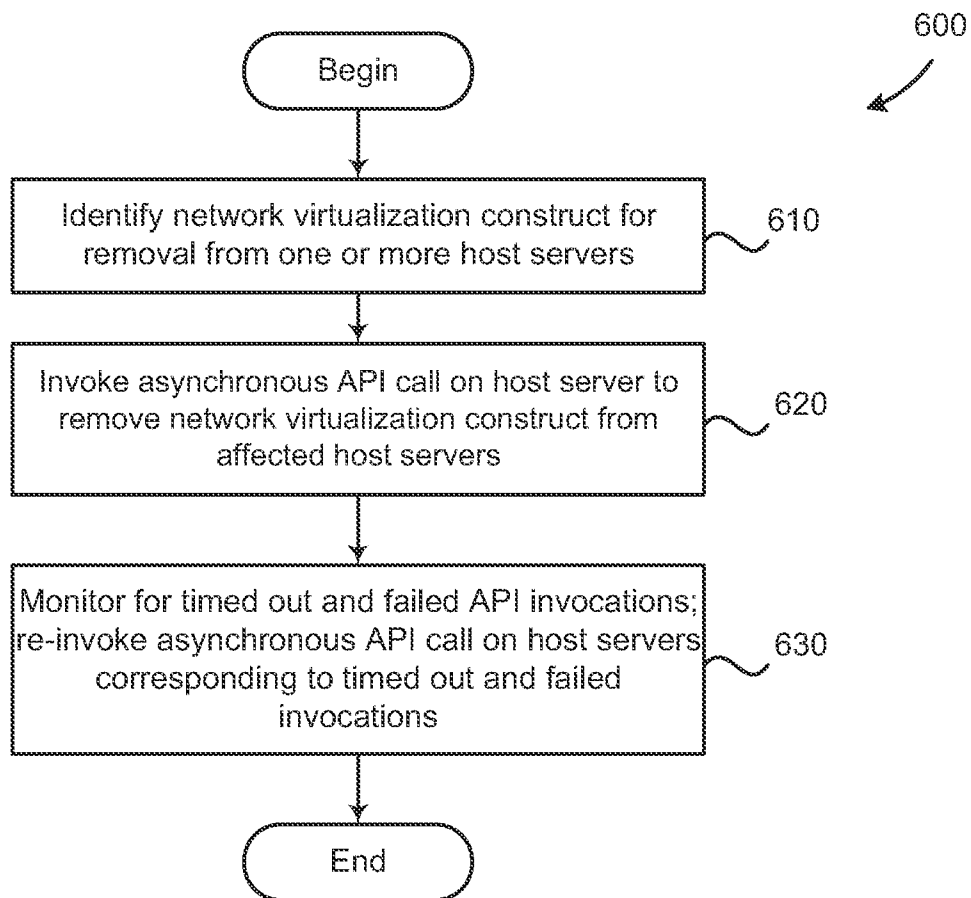 600
Begin
Identify network virtualization construct for
removal from one or more host servers
610
Invoke asynchronous API call on host server to
remove network virtualization construct from
affected host servers
620
Monitor for timed out and failed API invocations;
re-invoke asynchronous API call on host servers
corresponding to timed out and failed
invocations
630
End